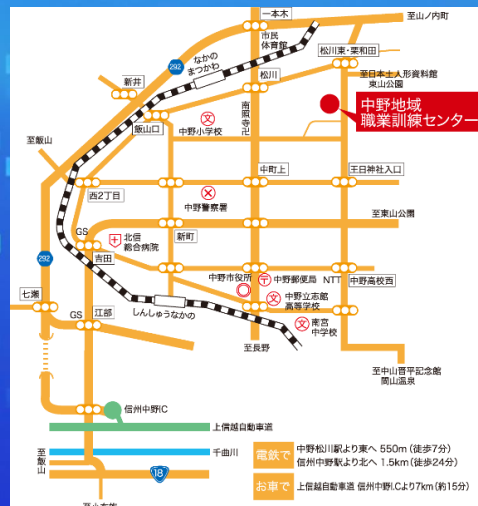 一本木
至山ノ内町
市民
体育館
なかの
まつかわ
292
松川東・栗和田
新井
松川
至日本土人形資料館
東山公園
中野地域
職業訓練センター
南照寺卍
飯山口
文
中野小学校
至飯山
中町上
王日神社入口
西2丁目
中野警察署
至東山公園
GS
北信
総合病院
新町
吉田
292
中野市役所
中野郵便局
NTT
中野高校西
七瀬
文
中野立志館
高等学校
しんしゅうなかの
GS
江部
文
南宮
中学校
至長野
至中山晋平記念館
岡山温泉
信州中野IC
上信越自動車道
千曲川
至飯山
18
電鉄で
中野松川駅より東へ 550m(徒歩7分)
信州中野駅より北へ 1.5km(徒歩24分)
お車で
上信越自動車道 信州中野I.Cより7km(約15分)